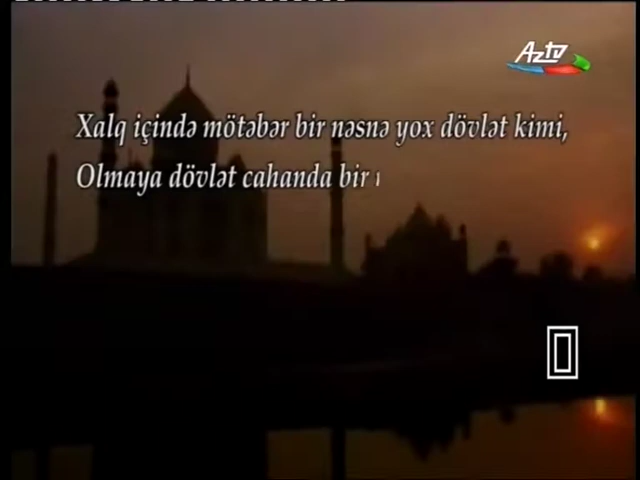 AzTV
Xalq içində mötəbər bir nəsnə yox dövlət kimi,
Olmaya dövlət cahanda bir